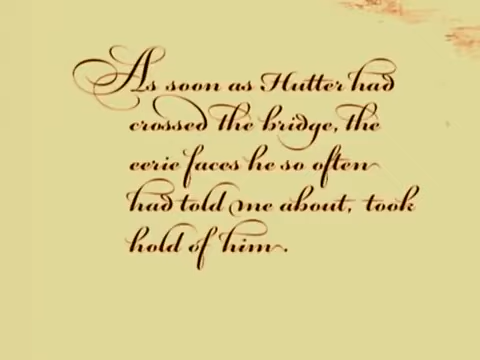 As soon as Hutter had
crossed the bridge, the
eerie faces he so often
had told me about, took
hold of him.